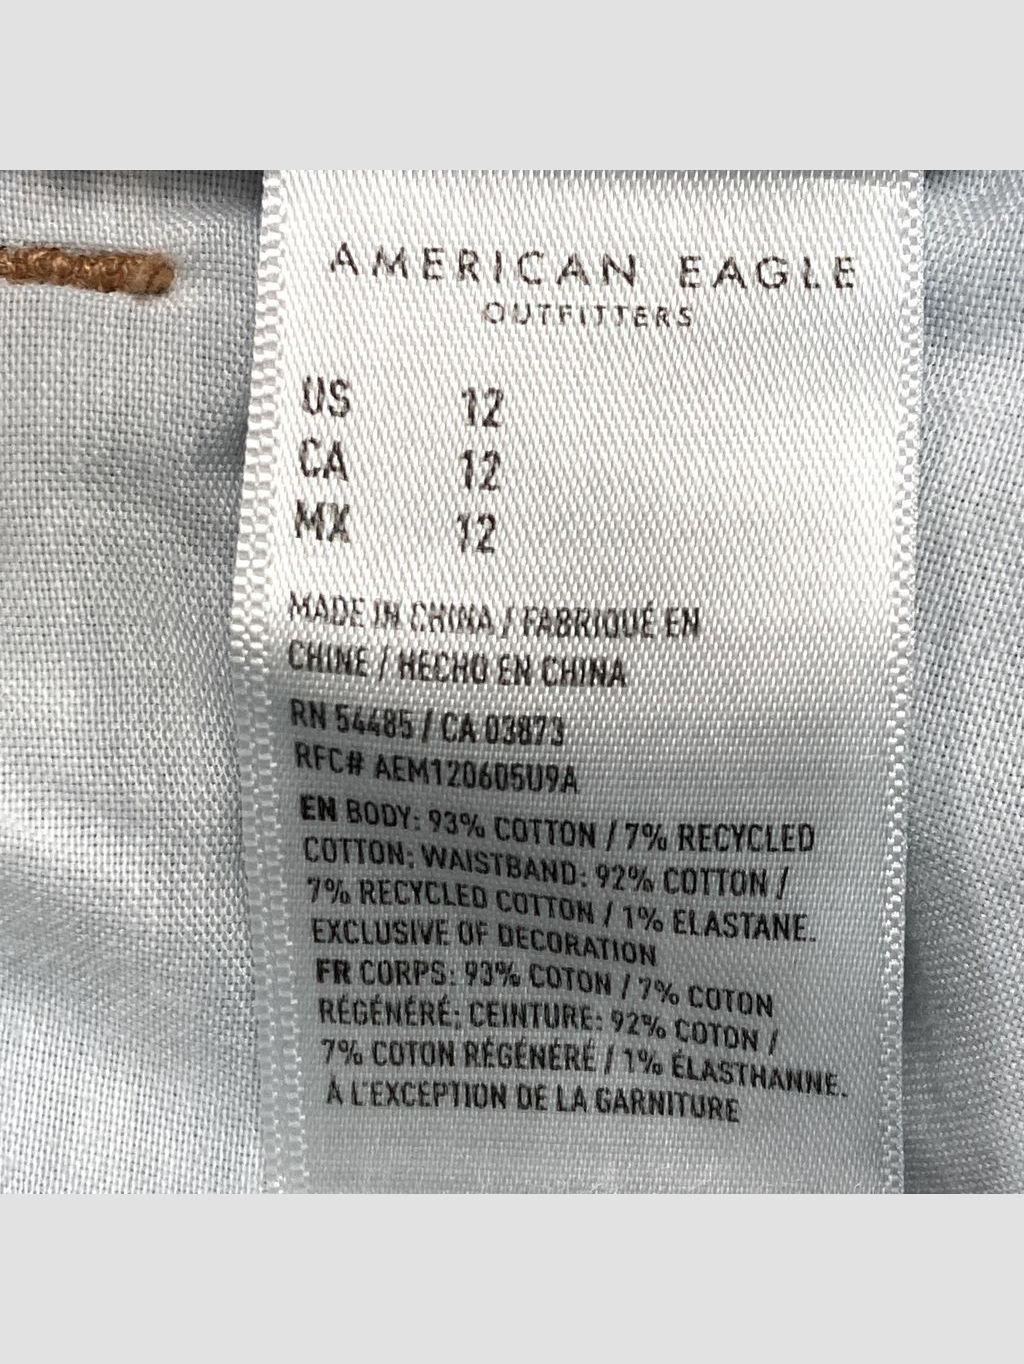 AMERICAN EAGLE
OUTFITTERS
US 12
CA 12
MX 12
MADE IN CHINA / FABRIQUÉ EN
CHINE / HECHO EN CHINA
RN 54485 / CA 03873
RFC# AEM120605U9A
EN BODY: 93% COTTON / 7% RECYCLED
COTTON; WAISTBAND: 92% COTTON /
7% RECYCLED COTTON / 1% ELASTANE.
EXCLUSIVE OF DECORATION
FR CORPS: 93% COTON / 7% COTON
RÉGÉNÉRÉ; CEINTURE: 92% COTON /
7% COTON RÉGÉNÉRÉ / 1% ÉLASTHANNE.
À L'EXCEPTION DE LA GARNITURE